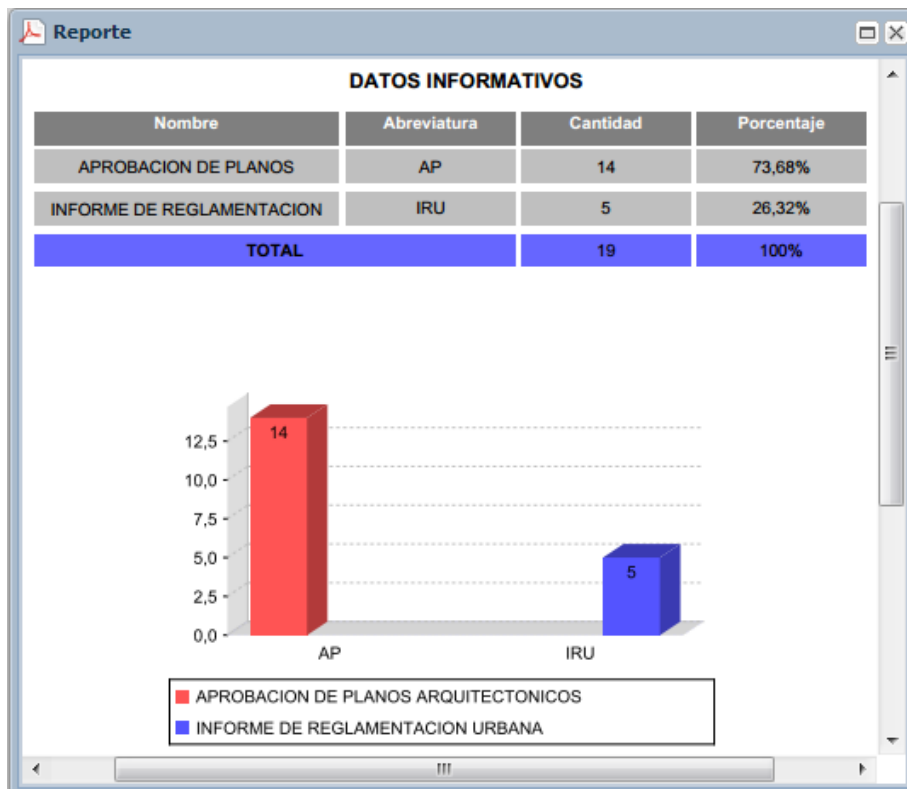 Reporte
DATOS INFORMATIVOS
Nombre Abreviatura Cantidad Porcentaje
APROBACION DE PLANOS AP 14 73,68%
INFORME DE REGLAMENTACION IRU 5 26,32%
TOTAL 19 100%
14
12,5
10,0
7,5
5,0
5
2,5
0,0
AP IRU
APROBACION DE PLANOS ARQUITECTONICOS
INFORME DE REGLAMENTACION URBANA